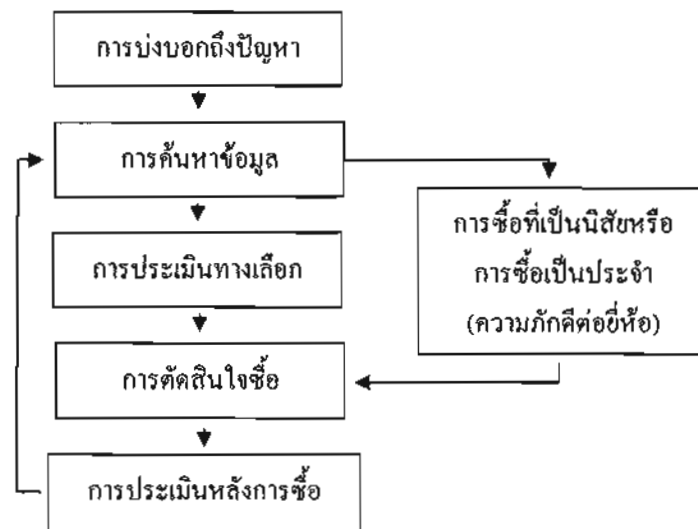 การบ่งบอกถึงปัญหา
การค้นหาข้อมูล
การซื้อที่เป็นนิสัยหรือ
การซื้อเป็นประจำ
(ความภักดีต่อยี่ห้อ)
การประเมินทางเลือก
การตัดสินใจซื้อ
การประเมินหลังการซื้อ